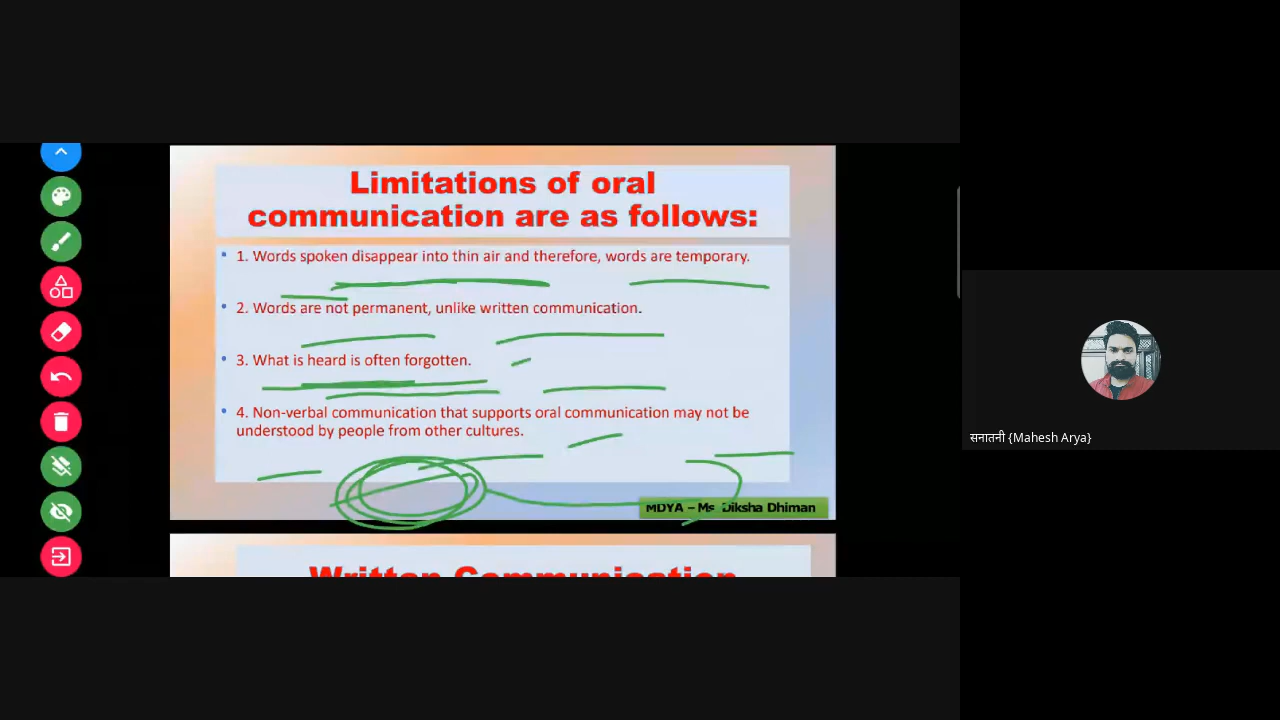 Limitations of oral
communication are as follows:
• 1. Words spoken disappear into thin air and therefore, words are temporary.
• 2. Words are not permanent, unlike written communication.
• 3. What is heard is often forgotten.
• 4. Non-verbal communication that supports oral communication may not be
understood by people from other cultures.
MDYA – Ms Diksha Dhiman
Written Communication
सनातनी {Mahesh Arya}